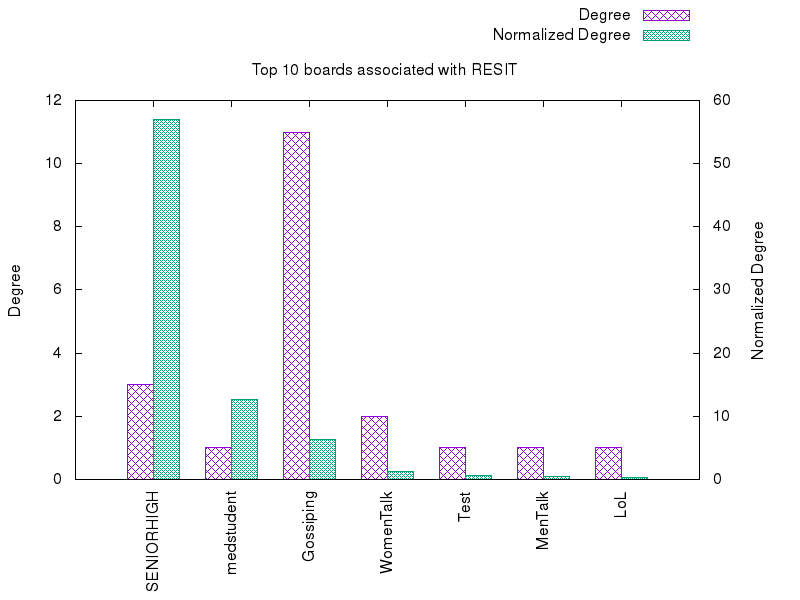 Degree
Normalized Degree
Top 10 boards associated with RESIT
12 60
10 50
8 40
6 30
4 20
2 10
0 0
Degree
Normalized Degree
SENIORHIGH
medstudent
Gossiping
WomenTalk
Test
MenTalk
LoL